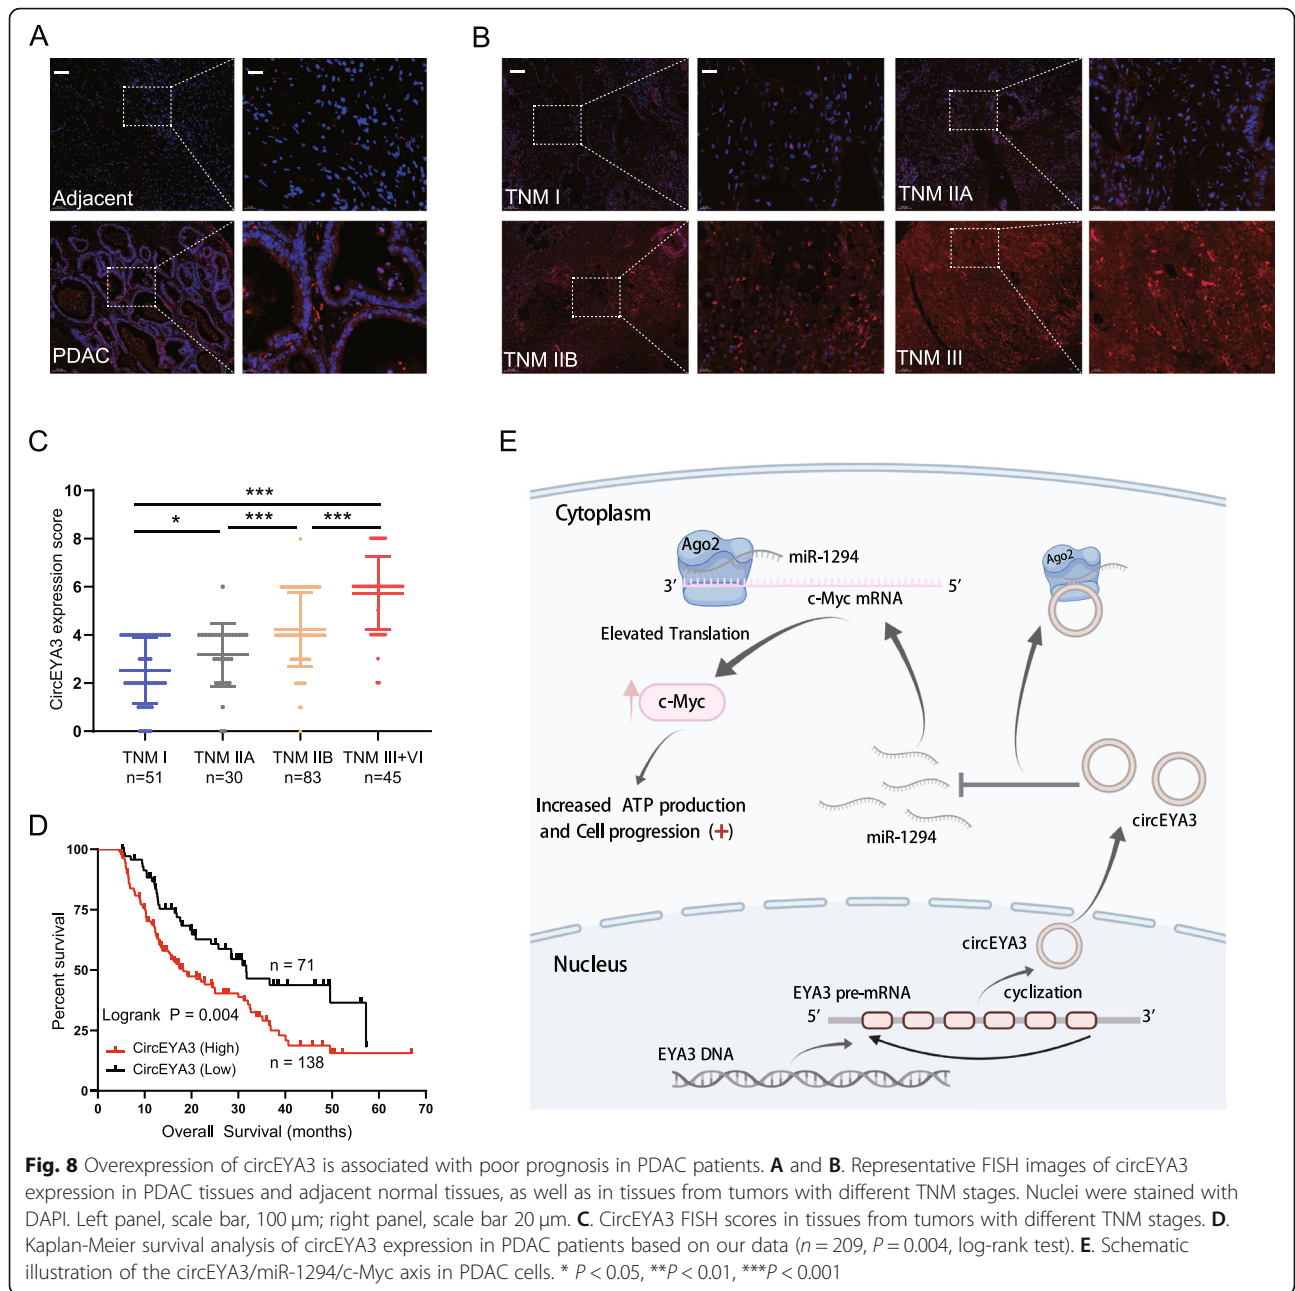 A
B
Adjacent
PDAC
TNM I
TNM IIA
TNM IIB
TNM III
C
CircEYA3 expression score
10
8
6
4
2
0
***
* *** ***
TNM I TNM IIA TNM IIB TNM III+VI
n=51 n=30 n=83 n=45
D
Percent survival
100
75
50
25
0
n = 71
Logrank P = 0.004
CircEYA3 (High)
CircEYA3 (Low)
n = 138
0 10 20 30 40 50 60 70
Overall Survival (months)
E
Cytoplasm
Ago2
miR-1294
3′ 5′
c-Myc mRNA
Ago2
Elevated Translation
c-Myc
Increased ATP production
and Cell progression (+)
miR-1294
circEYA3
circEYA3
Nucleus
EYA3 pre-mRNA cyclization
5′ 3′
EYA3 DNA
Fig. 8 Overexpression of circEYA3 is associated with poor prognosis in PDAC patients. A and B. Representative FISH images of circEYA3
expression in PDAC tissues and adjacent normal tissues, as well as in tissues from tumors with different TNM stages. Nuclei were stained with
DAPI. Left panel, scale bar, 100 μm; right panel, scale bar 20 μm. C. CircEYA3 FISH scores in tissues from tumors with different TNM stages. D.
Kaplan-Meier survival analysis of circEYA3 expression in PDAC patients based on our data (n = 209, P = 0.004, log-rank test). E. Schematic
illustration of the circEYA3/miR-1294/c-Myc axis in PDAC cells. * P < 0.05, **P < 0.01, ***P < 0.001